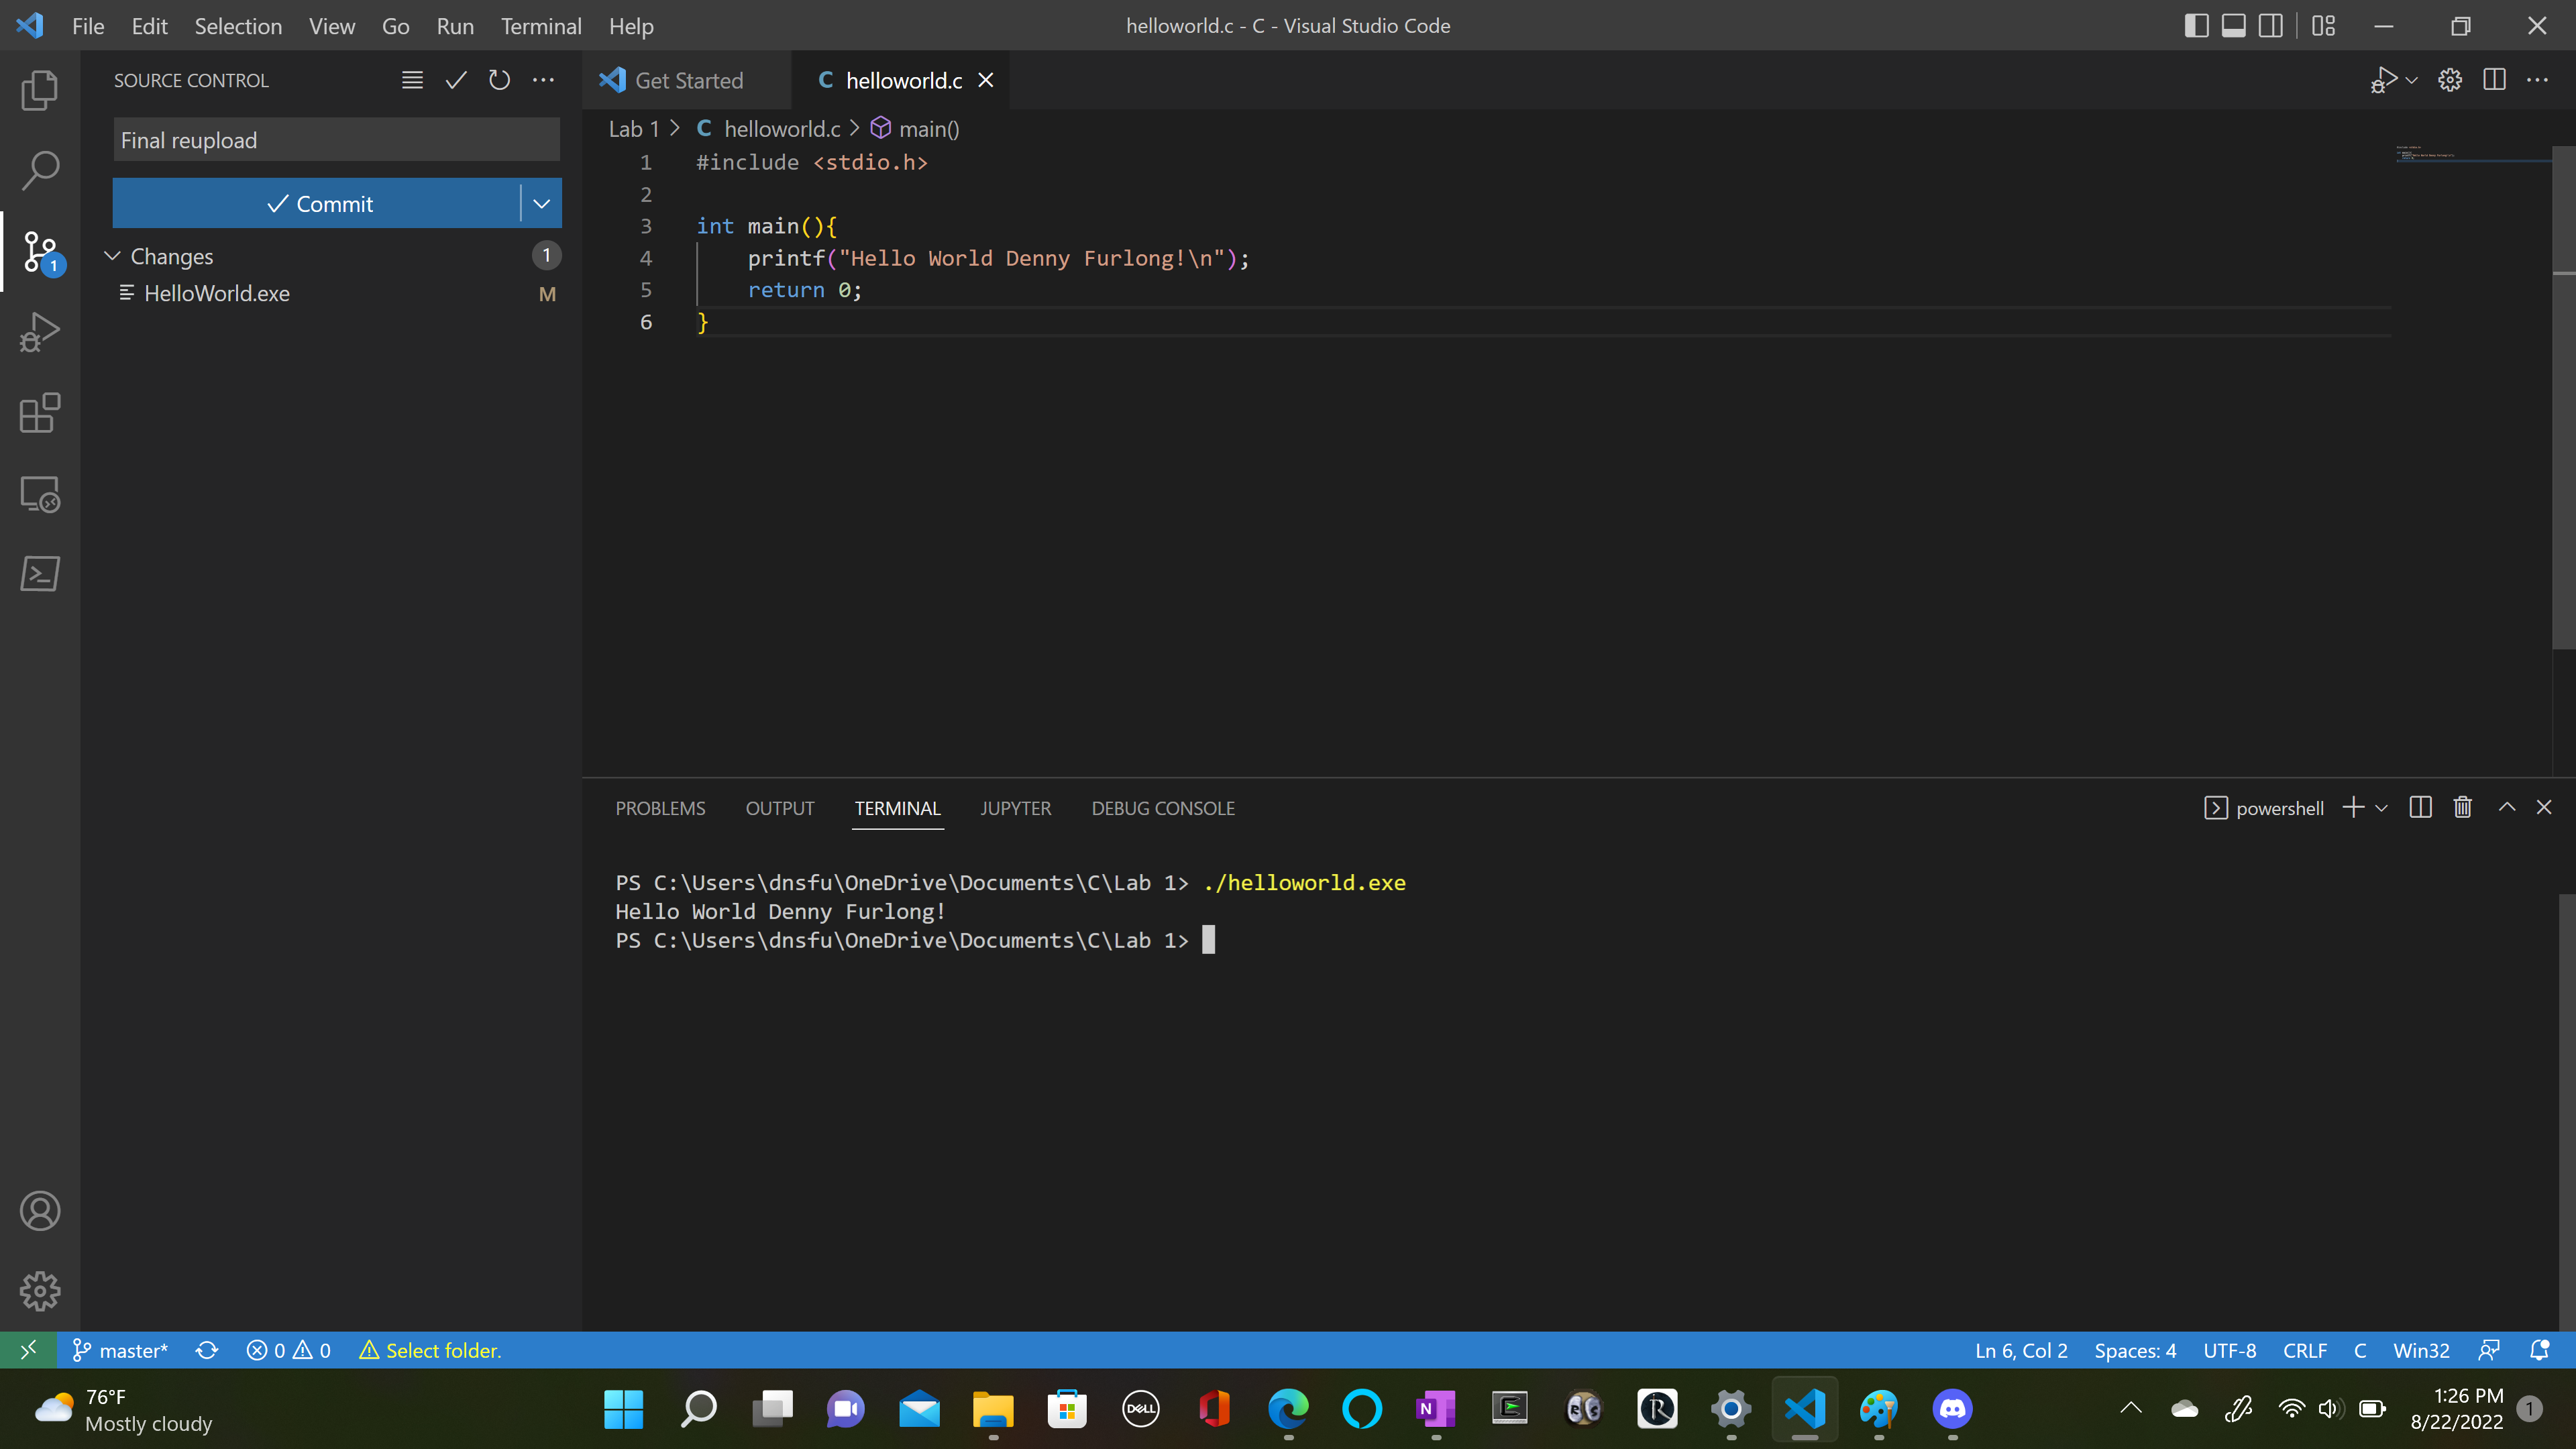 File Edit Selection View Go Run Terminal Help
helloworld.c - C - Visual Studio Code
SOURCE CONTROL
Final reupload
Commit
Changes 1
HelloWorld.exe M
1
Get Started
helloworld.c
Lab 1 > C helloworld.c > main()
1 #include <stdio.h>
2
3 int main(){
4     printf("Hello World Denny Furlong!\n");
5     return 0;
6 }
PROBLEMS OUTPUT TERMINAL JUPYTER DEBUG CONSOLE
powershell
PS C:\Users\dnsfu\OneDrive\Documents\C\Lab 1> ./helloworld.exe
Hello World Denny Furlong!
PS C:\Users\dnsfu\OneDrive\Documents\C\Lab 1>
master* 0 0 Select folder.
Ln 6, Col 2 Spaces: 4 UTF-8 CRLF C Win32
76°F
Mostly cloudy
DELL
N
R
1:26 PM
8/22/2022
1